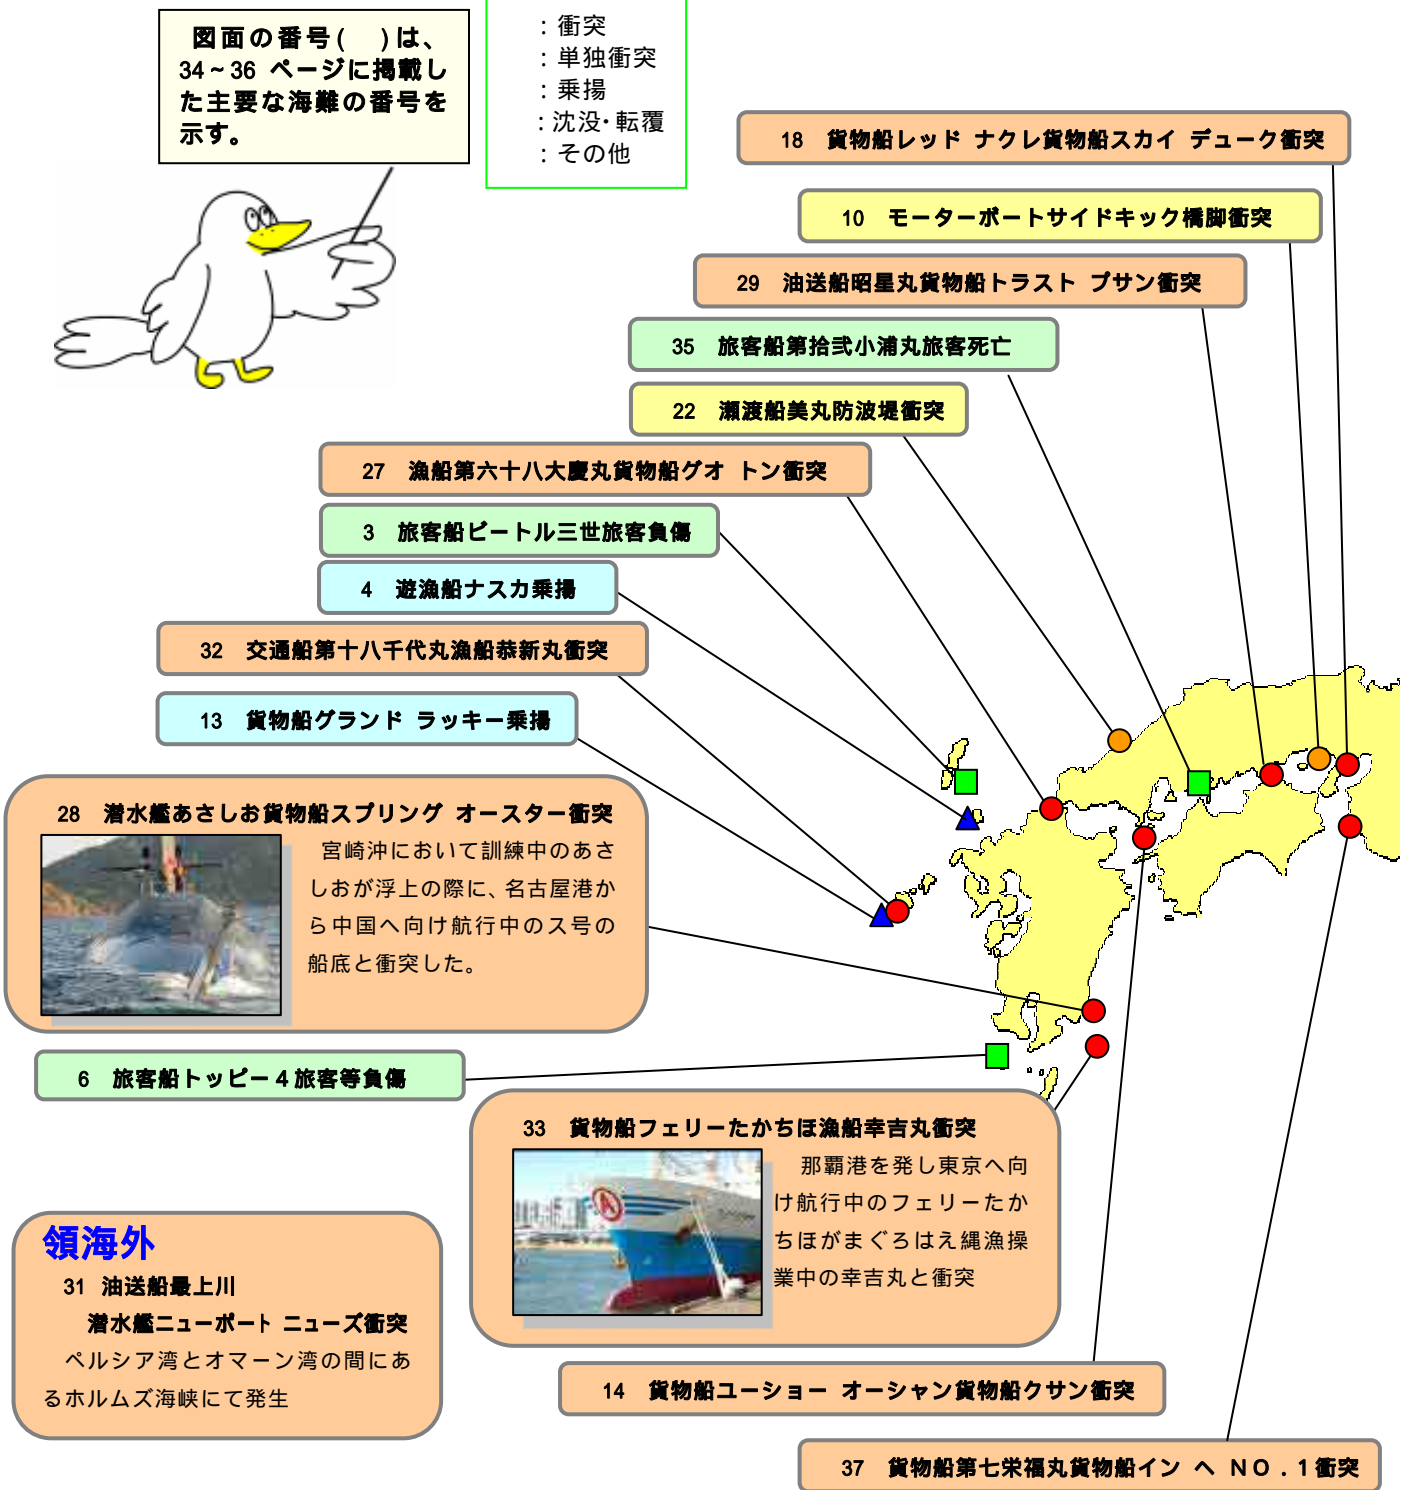 図面の番号(　)は、
34~36 ページに掲載し
た主要な海難の番号を
示す。
：衝突
：単独衝突
：乗揚
：沈没・転覆
：その他
18　貨物船レッド ナクレ貨物船スカイ デューク衝突
10　モーターボートサイドキック橋脚衝突
29　油送船昭星丸貨物船トラスト プサン衝突
35　旅客船第拾弐小浦丸旅客死亡
22　瀬渡船美丸防波堤衝突
27　漁船第六十八大慶丸貨物船グオ トン衝突
3　旅客船ビートル三世旅客負傷
4　遊漁船ナスカ乗揚
32　交通船第十八千代丸漁船恭新丸衝突
13　貨物船グランド ラッキー乗揚
28　潜水艦あさしお貨物船スプリング オースター衝突
宮崎沖において訓練中のあさ
しおが浮上の際に、名古屋港か
ら中国へ向け航行中のス号の
船底と衝突した。
6　旅客船トッピー４旅客等負傷
33　貨物船フェリーたかちほ漁船幸吉丸衝突
那覇港を発し東京へ向
け航行中のフェリーたか
ちほがまぐろはえ縄漁操
業中の幸吉丸と衝突
領海外
31 油送船最上川
潜水艦ニューポート ニューズ衝突
ペルシア湾とオマーン湾の間にあ
るホルムズ海峡にて発生
14　貨物船ユーショー オーシャン貨物船クサン衝突
37　貨物船第七栄福丸貨物船イン ヘ ＮＯ．１衝突